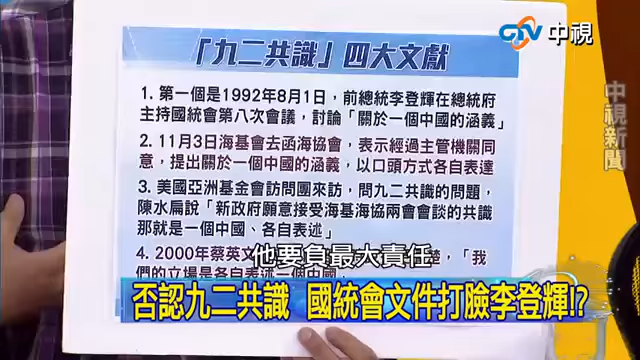 CTV中視
「九二共識」四大文獻
1. 第一個是1992年8月1日，前總統李登輝在總統府
主持國統會第八次會議，討論「關於一個中國的涵義」
2. 11月3日海基會去函海協會，表示經過主管機關同
意，提出關於一個中國的涵義，以口頭方式各自表達
3. 美國亞洲基金會訪問團來訪，問九二共識的問題，
陳水扁說「新政府願意接受海基海協兩會會談的共識
那就是一個中國、各自表述」
4. 2000年蔡英文
楚，「我
們的立場是各自表述一個中國」
他要負最大責任
否認九二共識 國統會文件打臉李登輝!?
中視新聞